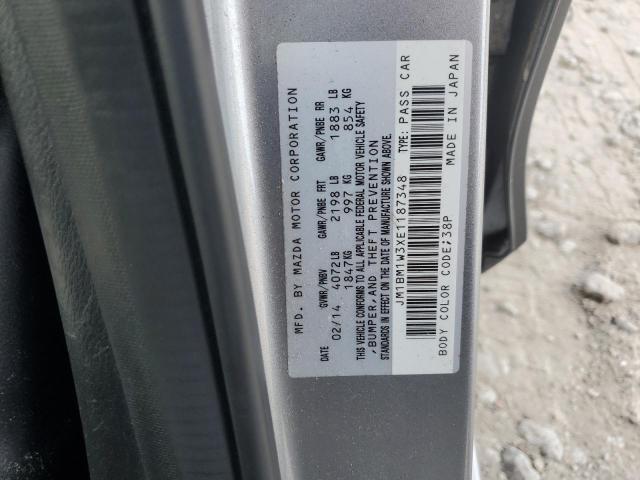 MFD. BY MAZDA MOTOR CORPORATION
DATE GVWR/PNBV GAWR/PNBE FRT GAWR/PNBE RR
02/14 4072LB 2198 LB 1883 LB
1847KG 997 KG 854 KG
THIS VEHICLE CONFORMS TO ALL APPLICABLE FEDERAL MOTOR VEHICLE SAFETY
,BUMPER,AND THEFT PREVENTION
STANDARDS IN EFFECT ON THE DATE OF MANUFACTURE SHOWN ABOVE.
JM1BM1W3XE1187348 TYPE: PASS CAR
BODY COLOR CODE;38P MADE IN JAPAN